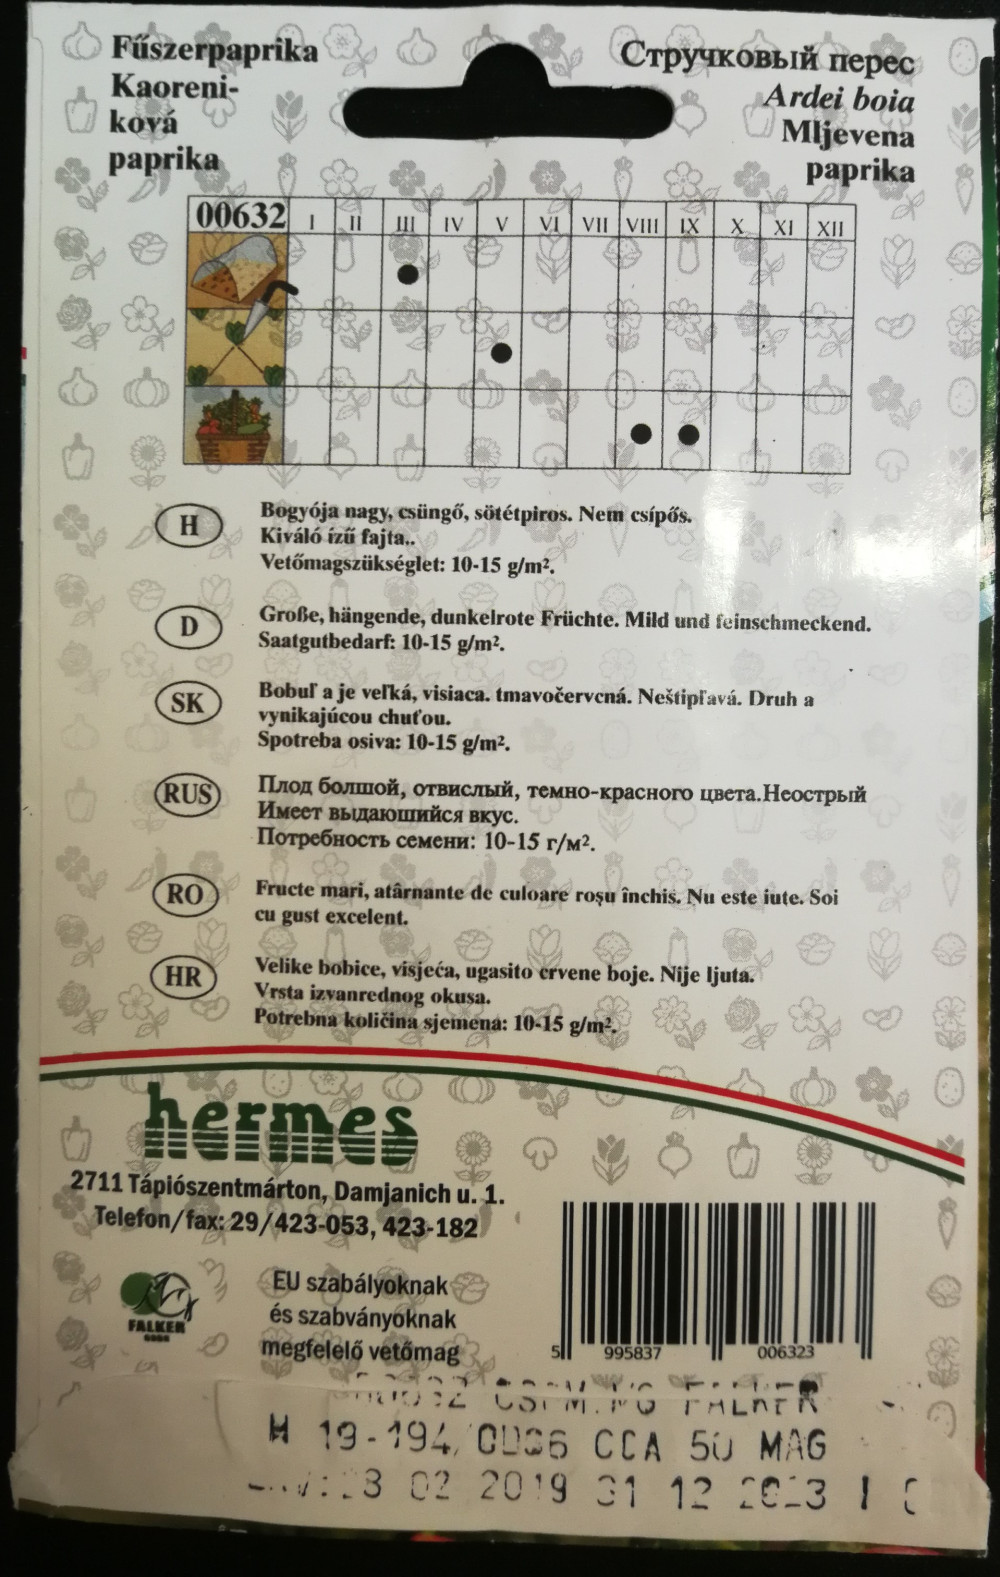 Fűszerpaprika
Kaoreni-
ková
paprika
Стручковый перес
Ardei boia
Mljevena
paprika
00632 I II III IV V VI VII VIII IX X XI XII
H
Bogyója nagy, csüngő, sötétpiros. Nem csípős.
Kiváló ízű fajta..
Vetőmagszükséglet: 10-15 g/m².
D
Große, hängende, dunkelrote Früchte. Mild und feinschmeckend.
Saatgutbedarf: 10-15 g/m².
SK
Bobuľ a je veľká, visiaca. tmavočervcná. Neštipľavá. Druh a
vynikajúcou chuťou.
Spotreba osiva: 10-15 g/m².
RUS
Плод болшой, отвислый, темно-красного цвета.Неострый
Имеет выдающийся вкус.
Потребность семени: 10-15 г/м².
RO
Fructe mari, atârnante de culoare roşu închis. Nu este iute. Soi
cu gust excelent.
HR
Velike bobice, visjeća, ugasito crvene boje. Nije ljuta.
Vrsta izvanrednog okusa.
Potrebna količina sjemena: 10-15 g/m².
hermes
2711 Tápiószentmárton, Damjanich u. 1.
Telefon/fax: 29/423-053, 423-182
FALKER
EU szabályoknak
és szabványoknak
megfelelő vetőmag
5 995837 006323
FALKER
H 19-194/ CCA 50 MAG
02 2019 31 12